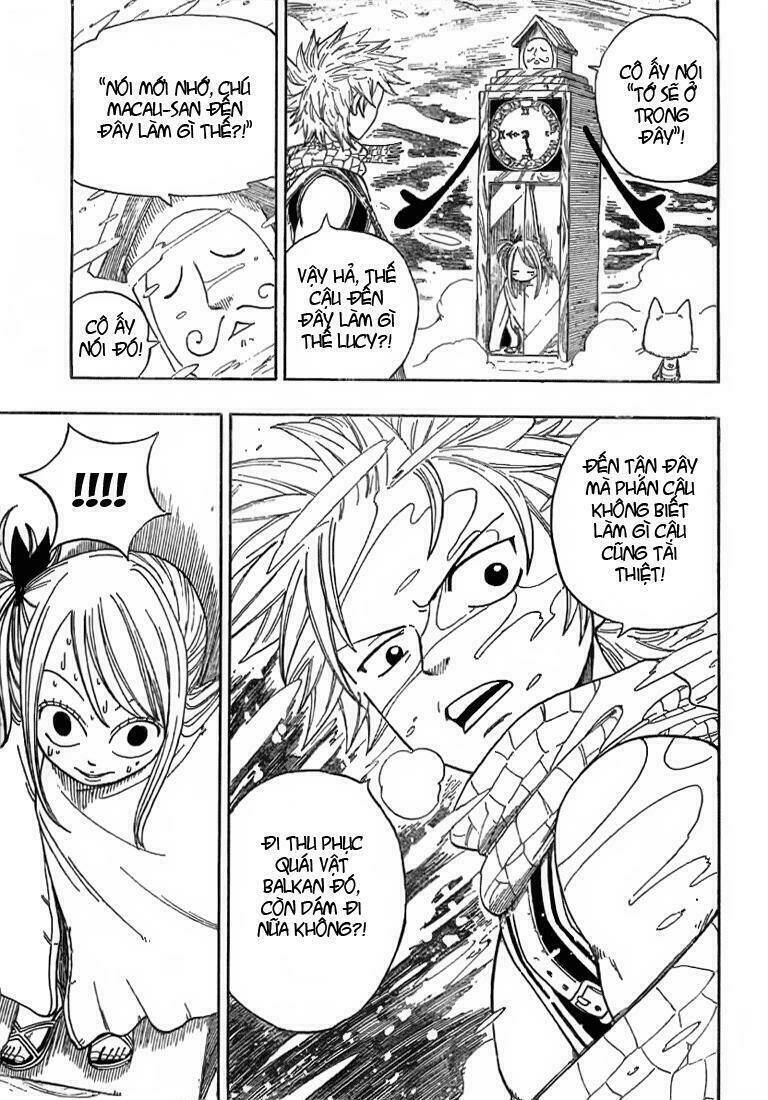 CÔ ẤY NÓI
"TỚ SẼ Ở
TRONG
ĐÂY"!
VẬY HẢ, THẾ
CẬU ĐẾN
ĐÂY LÀM GÌ
THẾ LUCY?!
"NÓI MỚI NHỚ, CHÚ
MACAU-SAN ĐẾN
ĐÂY LÀM GÌ THẾ?!"
CÔ ẤY
NÓI ĐÓ!
ĐẾN TẬN ĐÂY
MÀ PHÁN CÂU
KHÔNG BIẾT
LÀM GÌ CẬU
CŨNG TÀI
THIỆT!
ĐI THU PHỤC
QUÁI VẬT
BALKAN ĐÓ,
CÒN DÁM ĐI
NỮA KHÔNG?!
!!!!